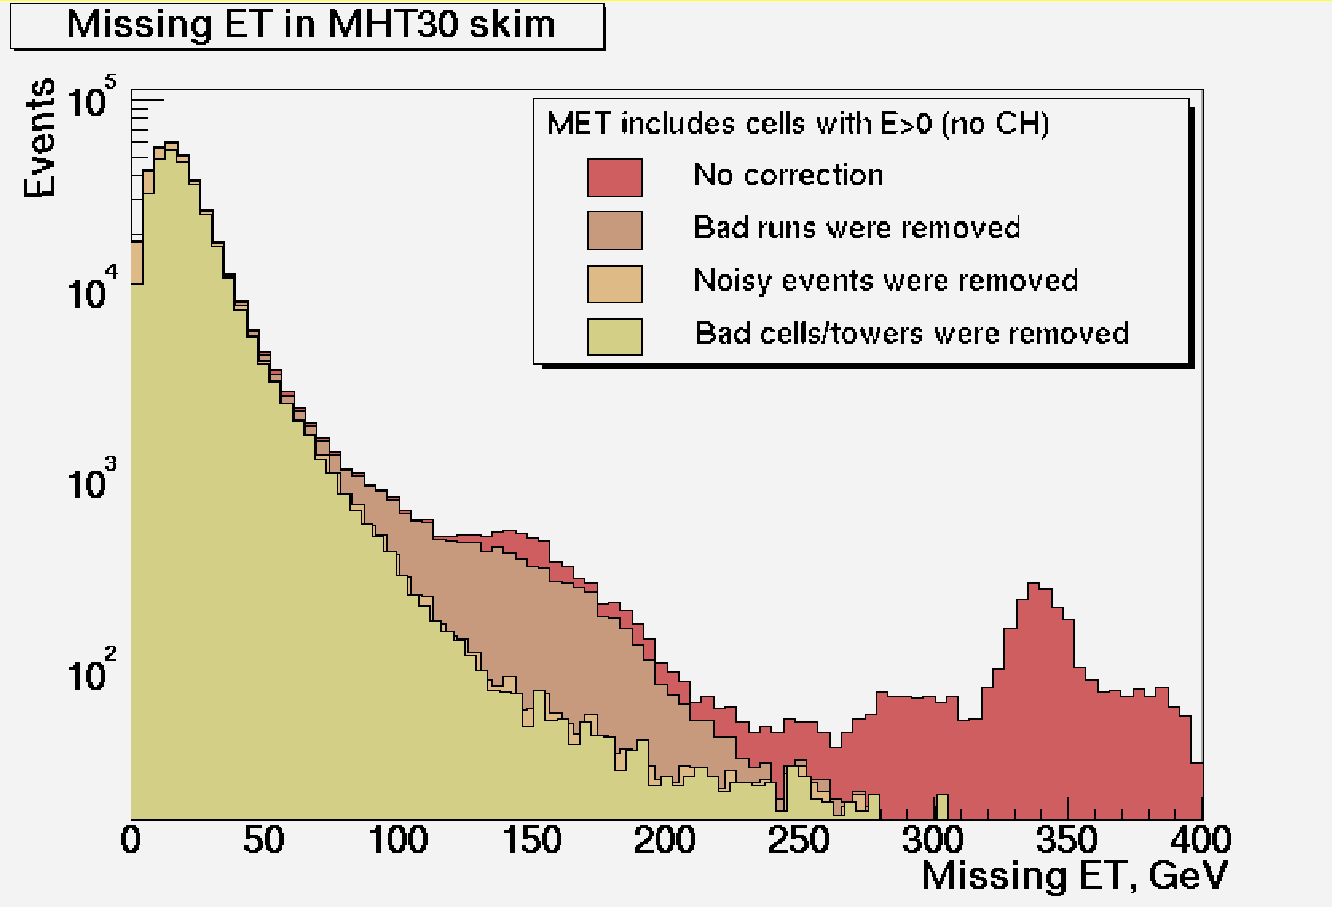 Missing ET in MHT30 skim
Events
10^5
10^4
10^3
10^2
MET includes cells with E>0 (no CH)
No correction
Bad runs were removed
Noisy events were removed
Bad cells/towers were removed
0 50 100 150 200 250 300 350 400
Missing ET, GeV